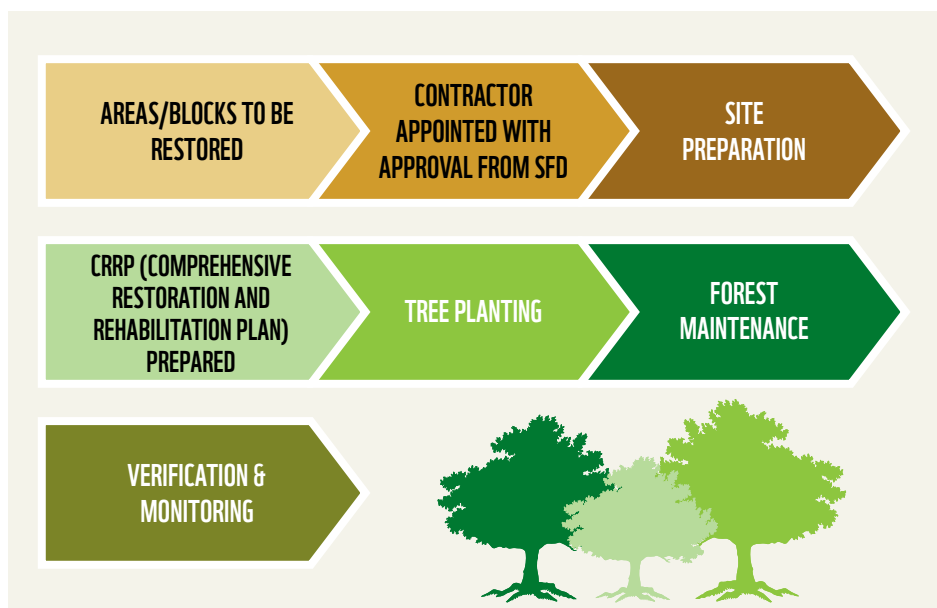 AREAS/BLOCKS TO BE
RESTORED
CONTRACTOR
APPOINTED WITH
APPROVAL FROM SFD
SITE
PREPARATION
CRRP (COMPREHENSIVE
RESTORATION AND
REHABILITATION PLAN)
PREPARED
TREE PLANTING
FOREST
MAINTENANCE
VERIFICATION &
MONITORING